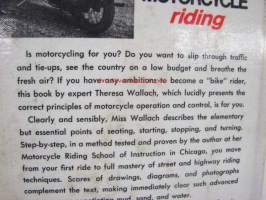 MOTORCYCLE
riding
Is motorcycling for you? Do you want to slip through traffic
and tie-ups, see the country on a low budget or breathe the
fresh air? If you have any ambitions to become a "bike" rider,
this book by expert Theresa Wallach, which lucidly presents the
correct principles of motorcycle operation and control, is for you.
Clearly and sensibly, Miss Wallach describes the elementary
but essential points of seating, starting, stopping, and turning.
Step-by-step, in a method tested and proven by the author at her
Motorcycle Riding School of Instruction in Chicago, you move
from your first ride to full mastery of street and highway riding
techniques. Scores of drawings, diagrams, and photographs
complement the text, making immediately clear such advanced
mud, sand, and water.